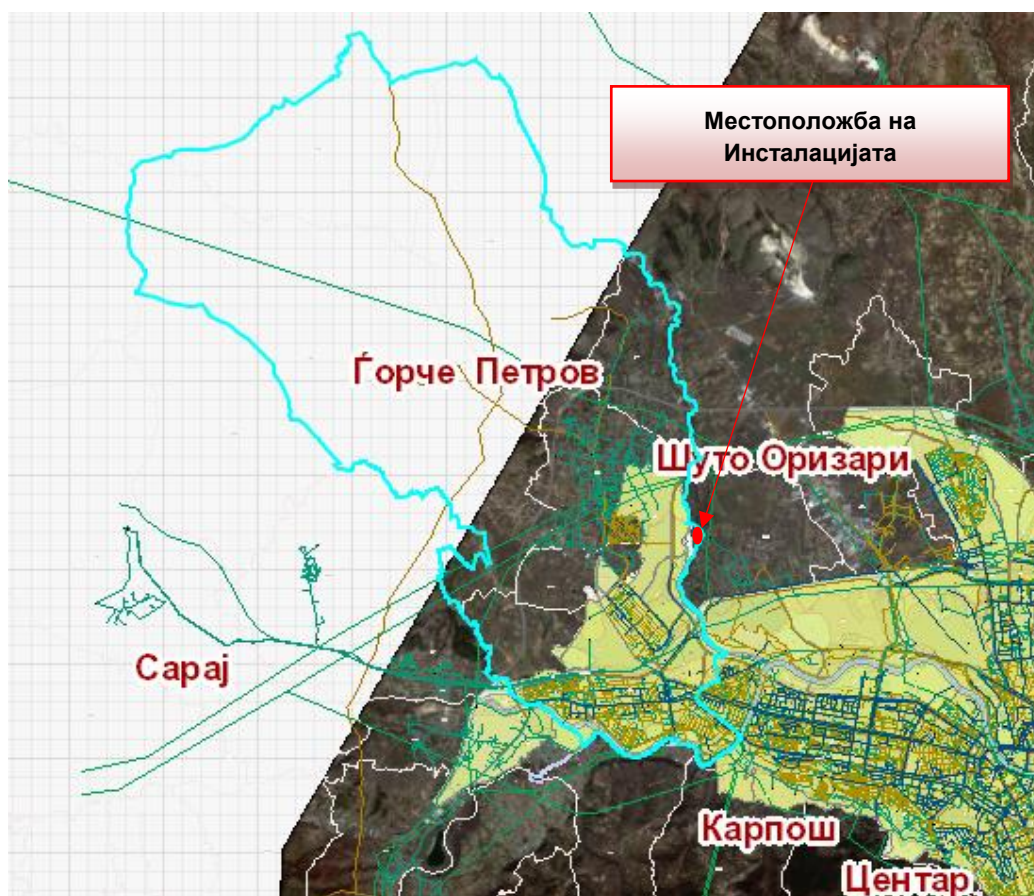 Местоположба на
Инсталацијата
Ѓорче Петров
Шуто Оризари
Сарај
Карпош
Центар